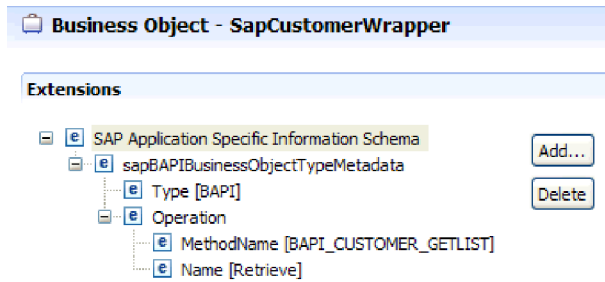 Business Object - SapCustomerWrapper
Extensions
SAP Application Specific Information Schema
Add...
sapBAPIBusinessObjectTypeMetadata
Type [BAPI]
Delete
Operation
MethodName [BAPI_CUSTOMER_GETLIST]
Name [Retrieve]